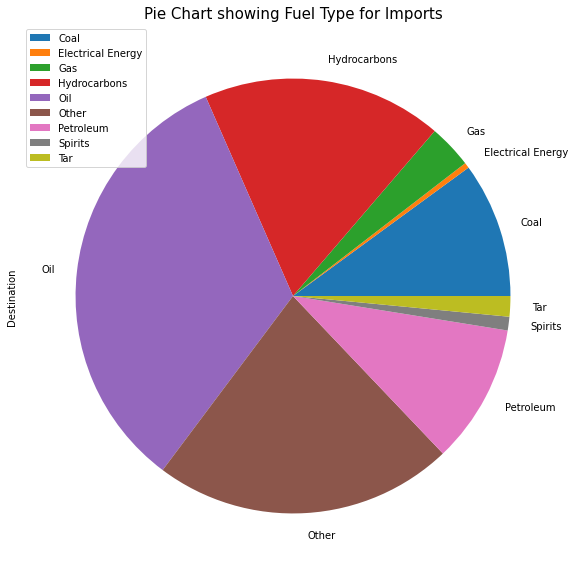 Pie Chart showing Fuel Type for Imports
Coal
Electrical Energy
Gas
Hydrocarbons
Oil
Other
Petroleum
Spirits
Tar
Hydrocarbons
Gas
Electrical Energy
Coal
Oil
Destination
Tar
Spirits
Petroleum
Other